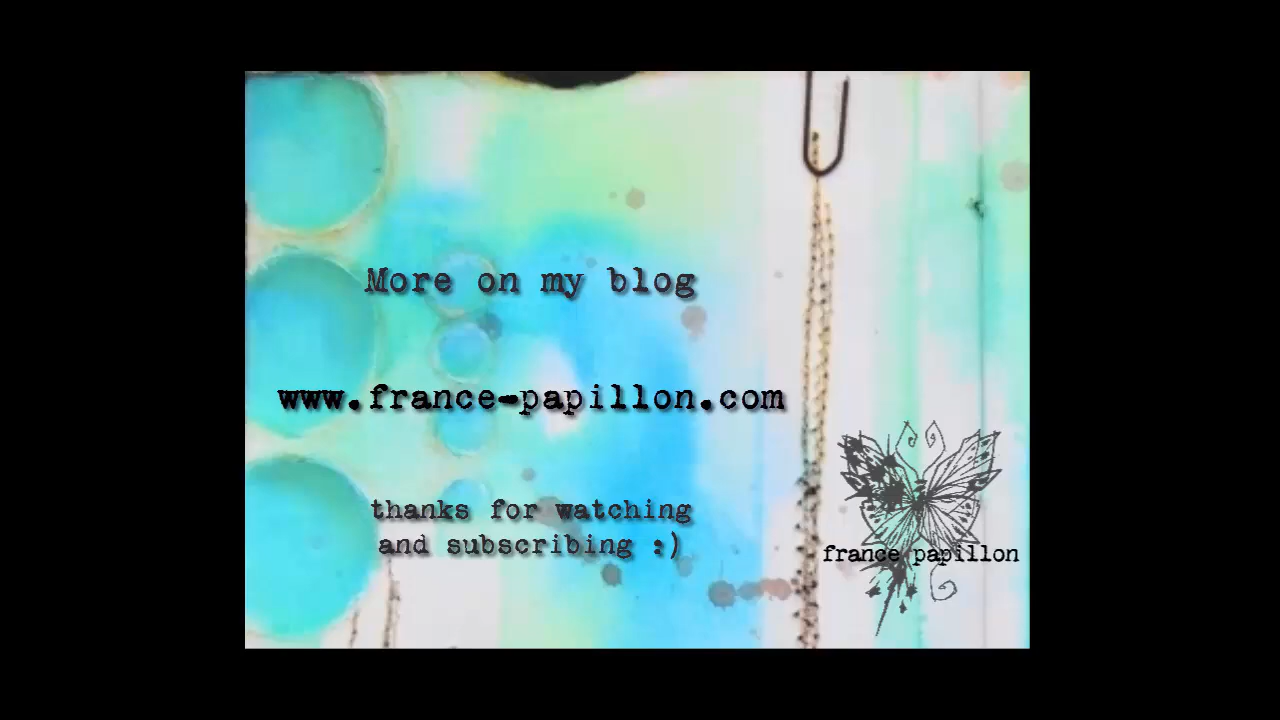 More on my blog
www.france-papillon.com
thanks for watching
and subscribing :)
france papillon